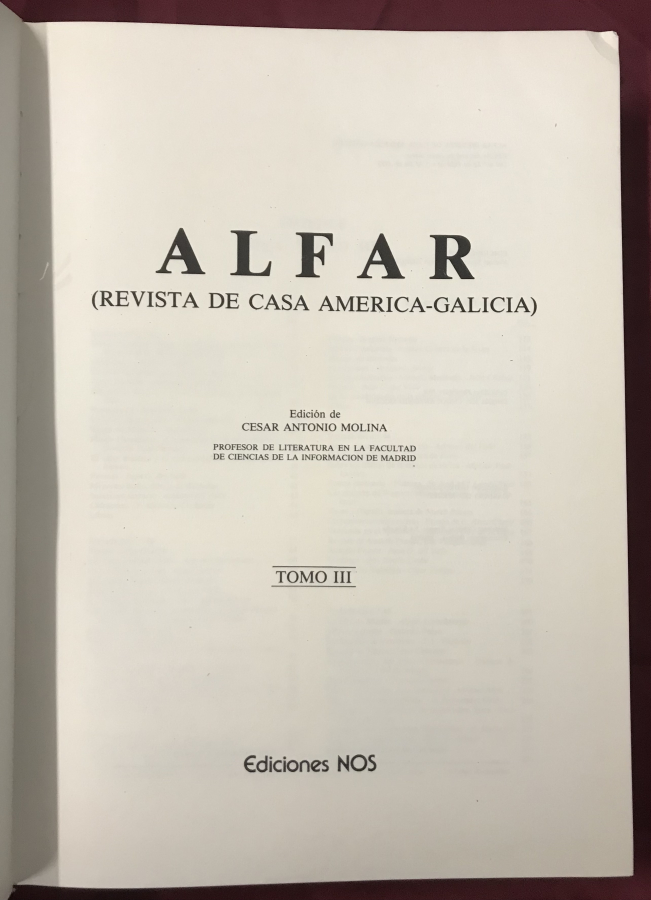 ALFAR
(REVISTA DE CASA AMERICA-GALICIA)
Edición de
CESAR ANTONIO MOLINA
PROFESOR DE LITERATURA EN LA FACULTAD
DE CIENCIAS DE LA INFORMACION DE MADRID
TOMO III
Ediciones NOS